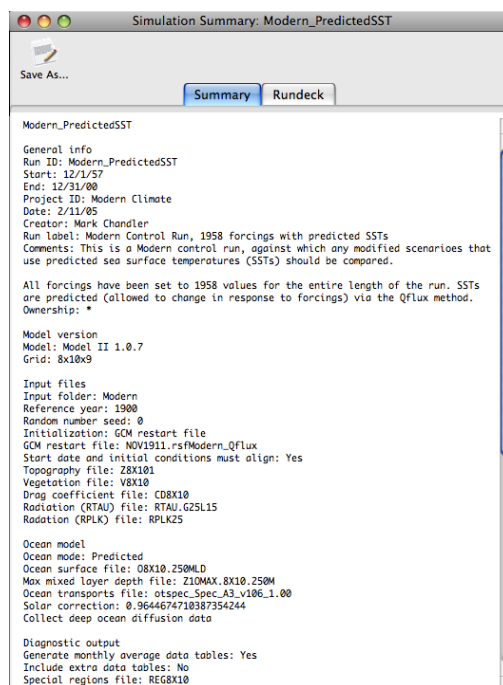 Simulation Summary: Modern_PredictedSST
Save As...
Summary
Rundeck
Modern_PredictedSST
General info
Run ID: Modern_PredictedSST
Start: 12/1/57
End: 12/31/00
Project ID: Modern Climate
Date: 2/11/05
Creator: Mark Chandler
Run label: Modern Control Run, 1958 forcings with predicted SSTs
Comments: This is a Modern control run, against which any modified scenarioes that
use predicted sea surface temperatures (SSTs) should be compared.
All forcings have been set to 1958 values for the entire length of the run. SSTs
are predicted (allowed to change in response to forcings) via the Qflux method.
Ownership: *
Model version
Model: Model II 1.0.7
Grid: 8x10x9
Input files
Input folder: Modern
Reference year: 1900
Random number seed: 0
Initialization: GCM restart file
GCM restart file: NOV1911.rsfModern_Qflux
Start date and initial conditions must align: Yes
Topography file: Z8X101
Vegetation file: V8X10
Drag coefficient file: CD8X10
Radiation (RTAU) file: RTAU.G25L15
Radation (RPLK) file: RPLK25
Ocean model
Ocean mode: Predicted
Ocean surface file: O8X10.250MLD
Max mixed layer depth file: Z1OMAX.8X10.250M
Ocean transports file: otspec_Spec_A3_v106_1.00
Solar correction: 0.9644674710387354244
Collect deep ocean diffusion data
Diagnostic output
Generate monthly average data tables: Yes
Include extra data tables: No
Special regions file: REG8X10